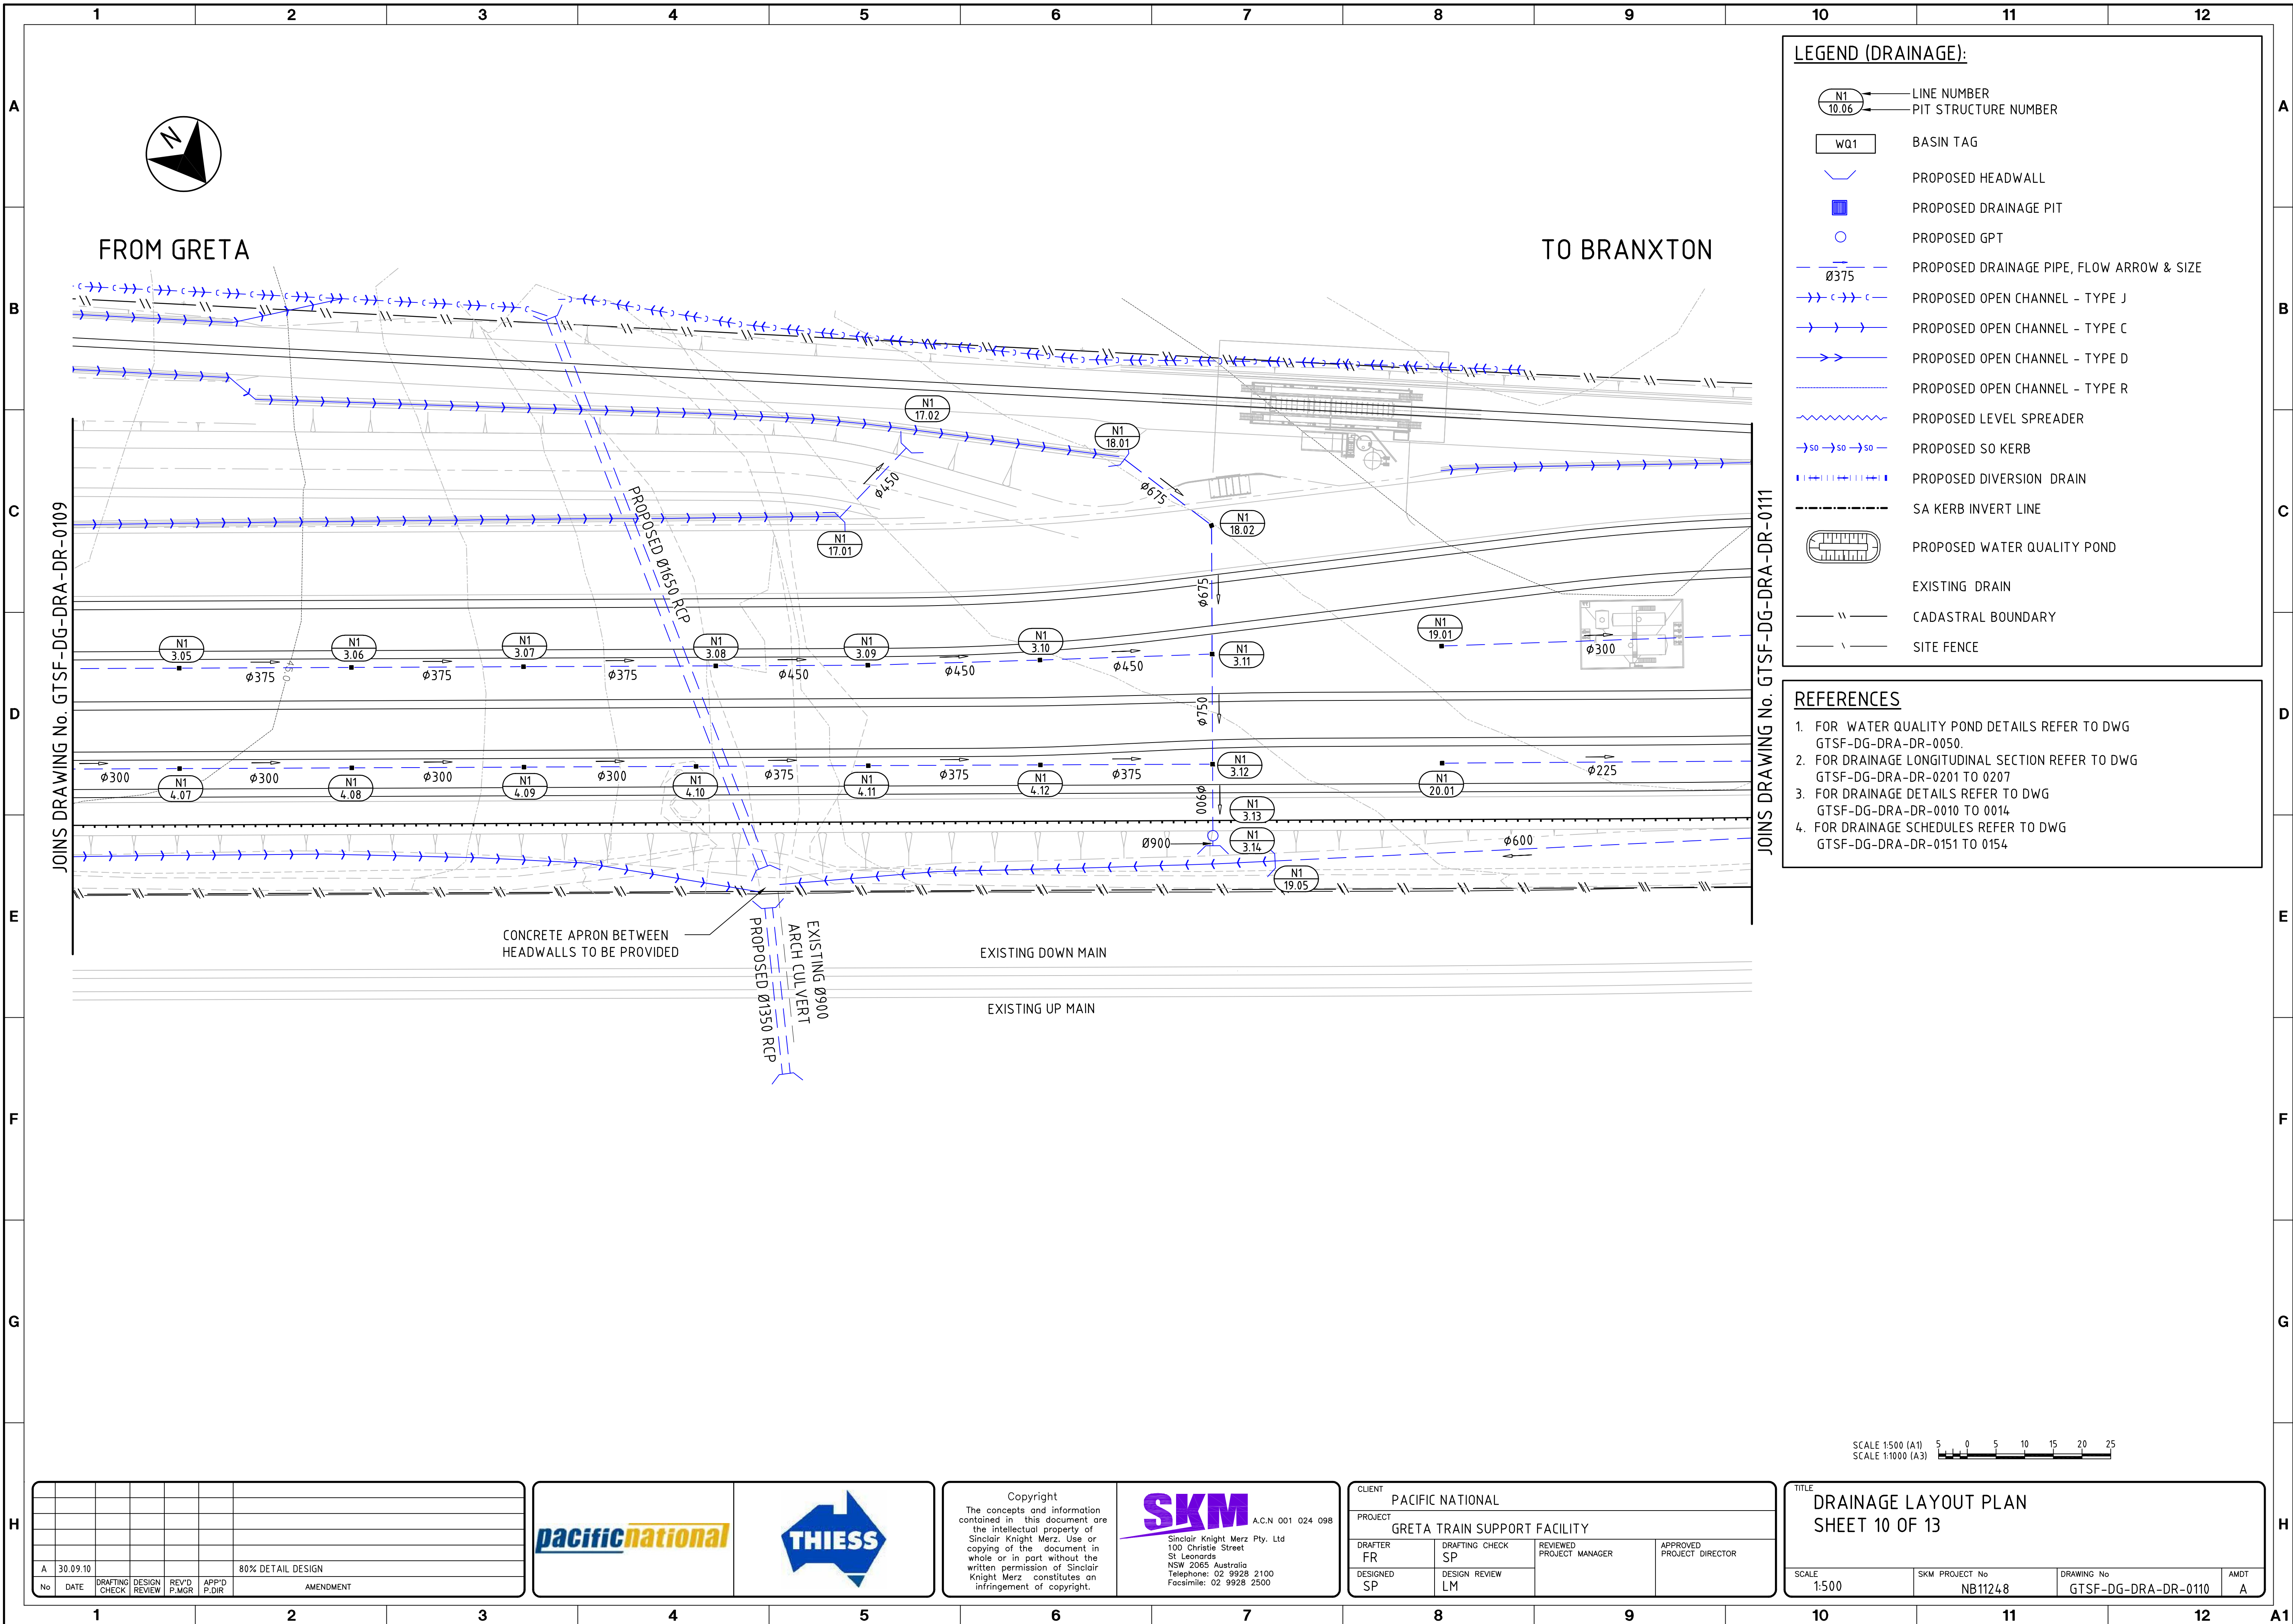 1 2 3 4 5 6 7 8 9 10 11 12
A
B
C
D
E
F
G
H
A
B
C
D
E
F
G
H
N
FROM GRETA
TO BRANXTON
JOINS DRAWING No. GTSF-DG-DRA-DR-0109
JOINS DRAWING No. GTSF-DG-DRA-DR-0111
N1
17.02
N1
18.01
Ø450
Ø675
N1
18.02
N1
17.01
PROPOSED Ø1650 RCP
Ø675
N1
3.05
N1
3.06
N1
3.07
N1
3.08
N1
3.09
N1
3.10
N1
3.11
N1
19.01
Ø375
45.0
Ø375
Ø375
Ø450
Ø450
Ø450
Ø300
Ø750
Ø300
N1
4.07
Ø300
N1
4.08
Ø300
N1
4.09
Ø300
N1
4.10
Ø375
N1
4.11
Ø375
N1
4.12
Ø375
N1
3.12
N1
20.01
Ø225
Ø900
N1
3.13
Ø900
N1
3.14
Ø600
N1
19.05
CONCRETE APRON BETWEEN
HEADWALLS TO BE PROVIDED
PROPOSED Ø1350 RCP
EXISTING Ø900
ARCH CULVERT
EXISTING DOWN MAIN
EXISTING UP MAIN
LEGEND (DRAINAGE):
N1
10.06
LINE NUMBER
PIT STRUCTURE NUMBER
WQ1
BASIN TAG
PROPOSED HEADWALL
PROPOSED DRAINAGE PIT
PROPOSED GPT
Ø375
PROPOSED DRAINAGE PIPE, FLOW ARROW & SIZE
C C
PROPOSED OPEN CHANNEL - TYPE J
PROPOSED OPEN CHANNEL - TYPE C
PROPOSED OPEN CHANNEL - TYPE D
PROPOSED OPEN CHANNEL - TYPE R
PROPOSED LEVEL SPREADER
SO SO SO
PROPOSED SO KERB
PROPOSED DIVERSION DRAIN
SA KERB INVERT LINE
PROPOSED WATER QUALITY POND
EXISTING DRAIN
CADASTRAL BOUNDARY
SITE FENCE
REFERENCES
1. FOR WATER QUALITY POND DETAILS REFER TO DWG
GTSF-DG-DRA-DR-0050.
2. FOR DRAINAGE LONGITUDINAL SECTION REFER TO DWG
GTSF-DG-DRA-DR-0201 TO 0207
3. FOR DRAINAGE DETAILS REFER TO DWG
GTSF-DG-DRA-DR-0010 TO 0014
4. FOR DRAINAGE SCHEDULES REFER TO DWG
GTSF-DG-DRA-DR-0151 TO 0154
SCALE 1:500 (A1)
SCALE 1:1000 (A3)
5 0 5 10 15 20 25
A 30.09.10 80% DETAIL DESIGN
No DATE DRAFTING CHECK DESIGN REVIEW REV'D P.MGR APP'D P.DIR AMENDMENT
pacificnational
THIESS
Copyright
The concepts and information
contained in this document are
the intellectual property of
Sinclair Knight Merz. Use or
copying of the document in
whole or in part without the
written permission of Sinclair
Knight Merz constitutes an
infringement of copyright.
SKM A.C.N 001 024 098
Sinclair Knight Merz Pty. Ltd
100 Christie Street
St Leonards
NSW 2065 Australia
Telephone: 02 9928 2100
Facsimile: 02 9928 2500
CLIENT
PACIFIC NATIONAL
PROJECT
GRETA TRAIN SUPPORT FACILITY
DRAFTER
FR
DRAFTING CHECK
SP
REVIEWED
PROJECT MANAGER
APPROVED
PROJECT DIRECTOR
DESIGNED
SP
DESIGN REVIEW
LM
TITLE
DRAINAGE LAYOUT PLAN
SHEET 10 OF 13
SCALE
1:500
SKM PROJECT No
NB11248
DRAWING No
GTSF-DG-DRA-DR-0110
AMDT
A
1 2 3 4 5 6 7 8 9 10 11 12 A1